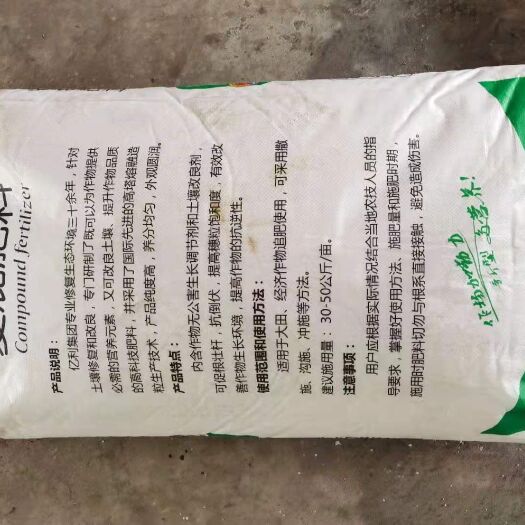 复混肥料
Compound fertilizer
产品说明：
亿利集团专业修复生态环境三十余年，针对
土壤修复和改良，专门研制了既可以为作物提供
必需的营养元素，又可改良土壤、提升作物品质
的高科技肥料，并采用了国际先进的高塔熔融造
粒生产技术，产品纯度高，养分均匀，外观圆润。
产品特点：
内含作物无公害生长调节剂和土壤改良剂，
可促根壮杆，抗倒伏，提高穗粒饱和度，有效改
善作物生长环境，提高作物的抗逆性。
使用范围和使用方法：
适用于大田、经济作物追肥使用，可采用撒
施、沟施、冲施等方法。
建议施用量：30-50公斤/亩。
注意事项：
用户应根据实际情况结合当地农技人员的指
导要求，掌握好使用方法、施肥量和施肥时期，
施用时肥料切勿与根系直接接触，避免造成伤害。